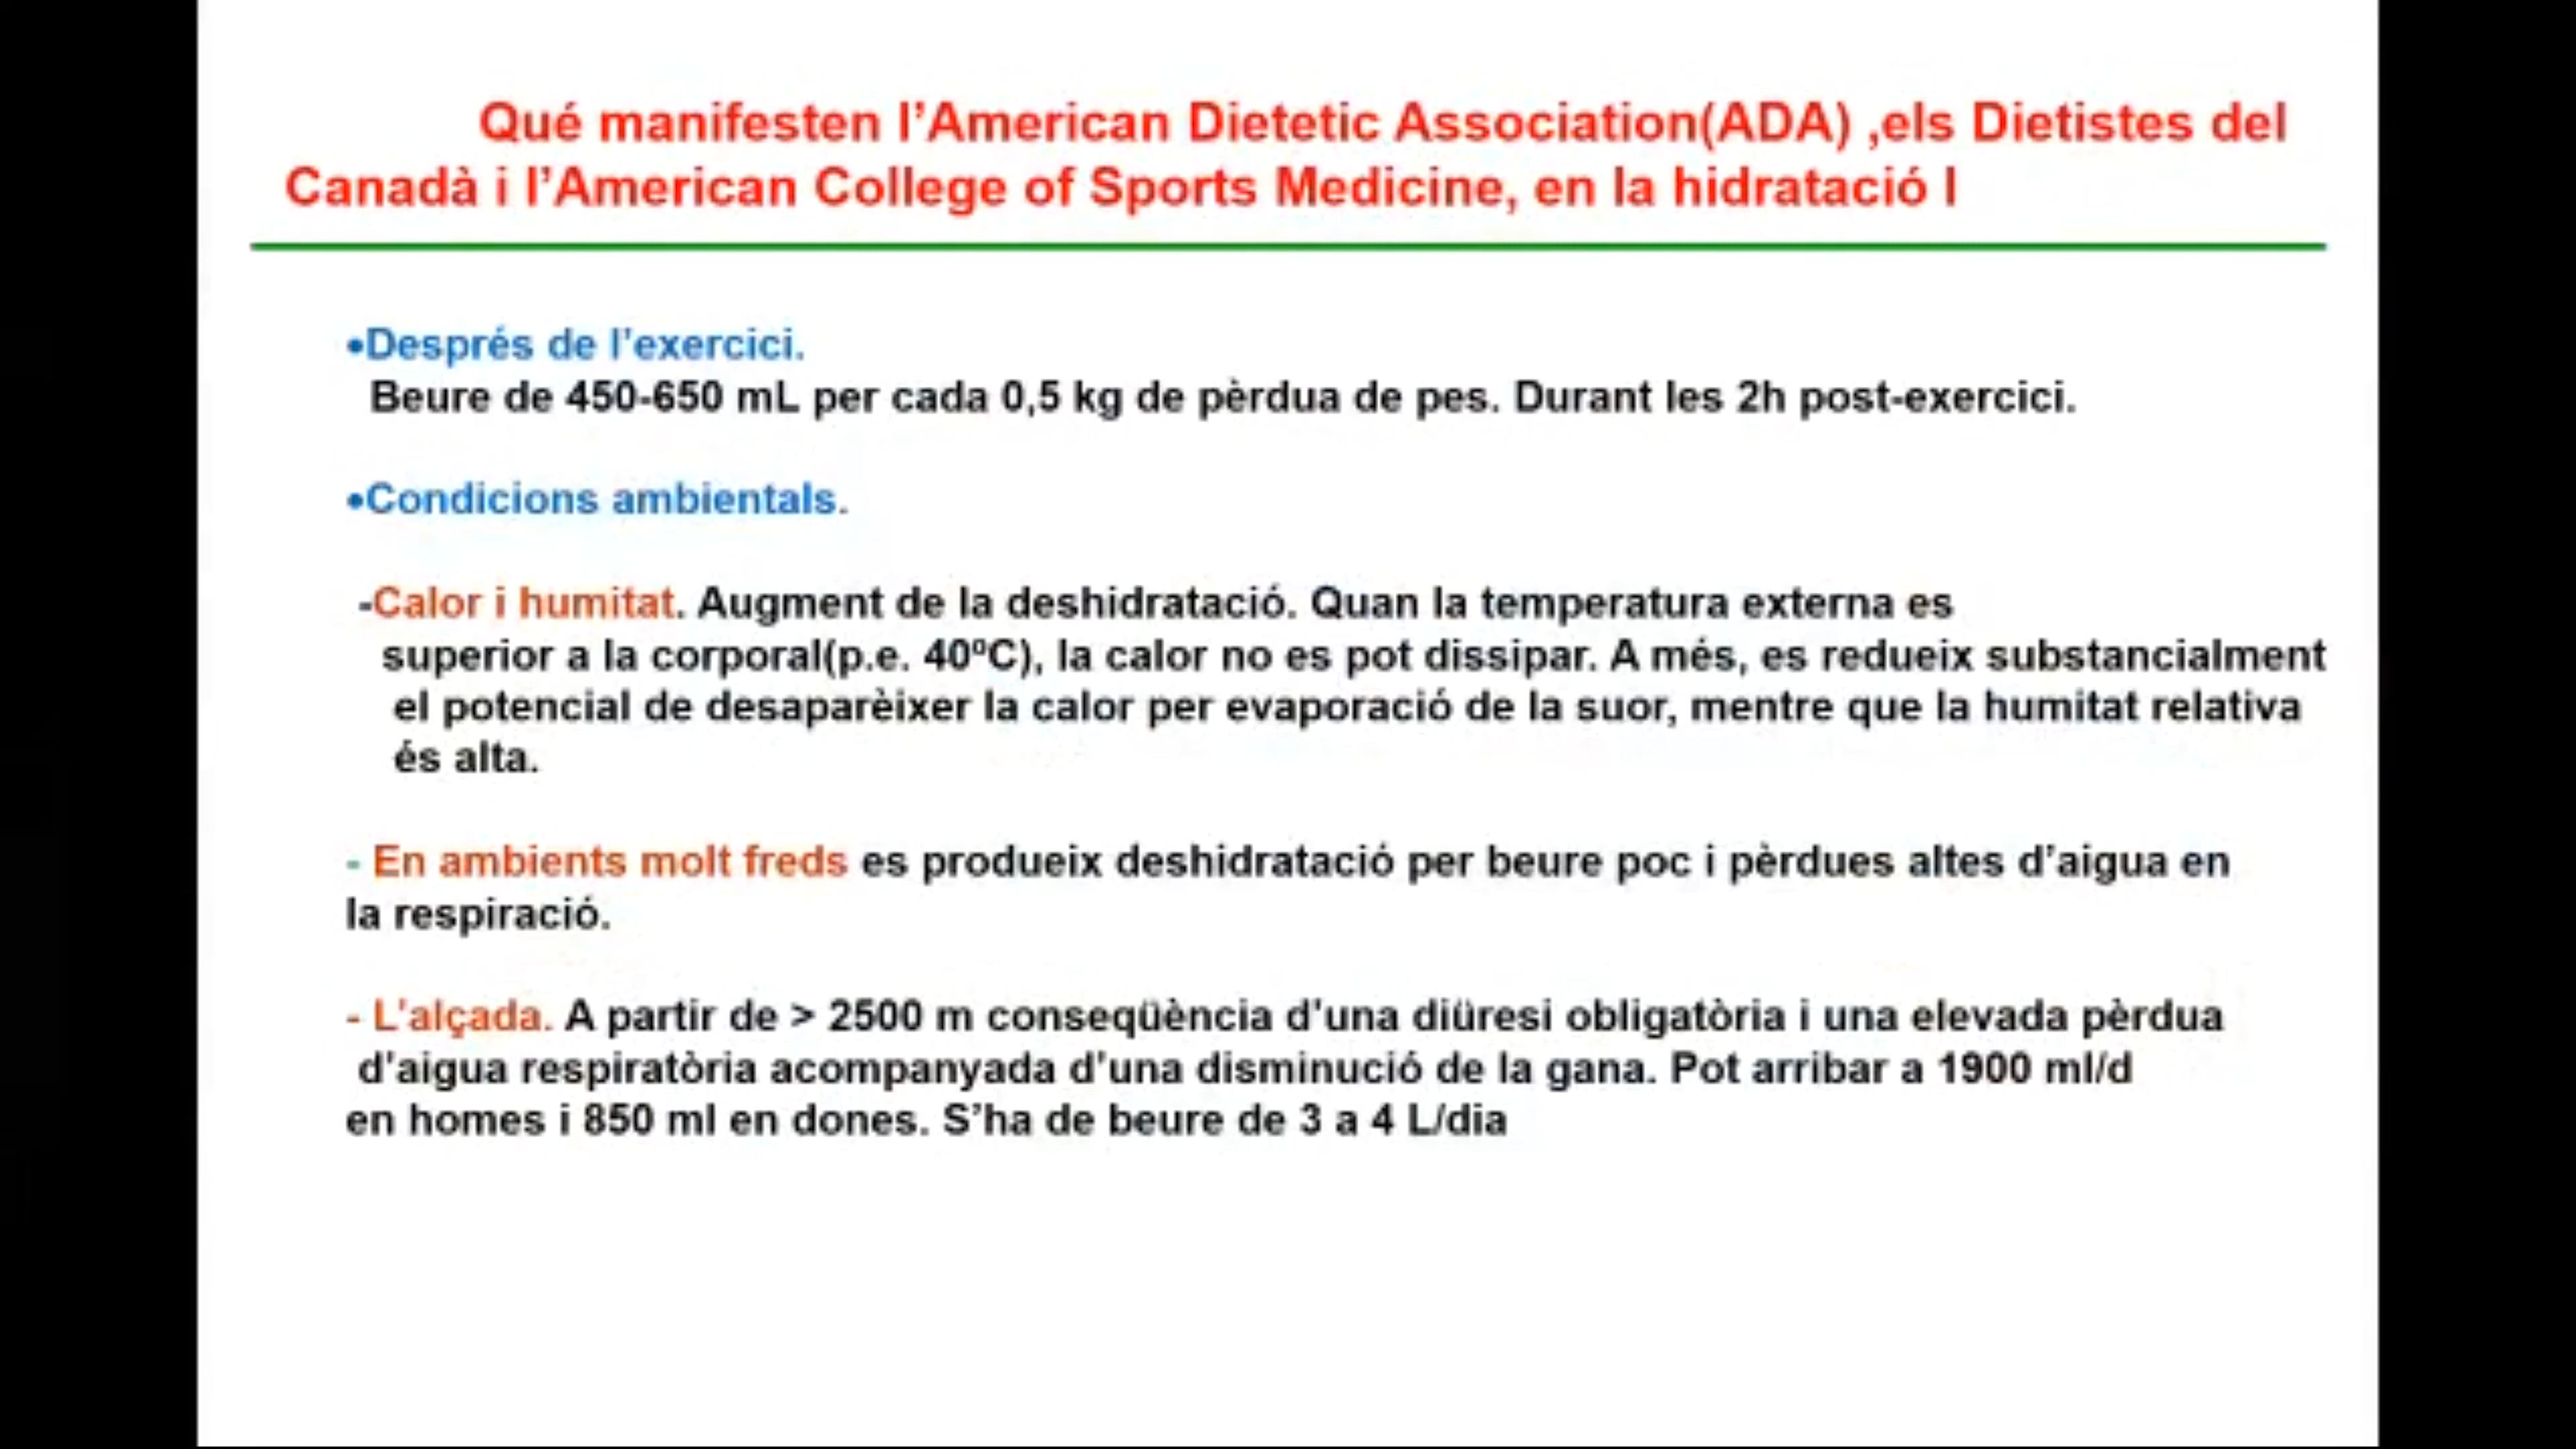 Qué manifesten l’American Dietetic Association(ADA) ,els Dietistes del
Canadà i l’American College of Sports Medicine, en la hidratació I
•Després de l’exercici.
Beure de 450-650 mL per cada 0,5 kg de pèrdua de pes. Durant les 2h post-exercici.
•Condicions ambientals.
-Calor i humitat. Augment de la deshidratació. Quan la temperatura externa es
superior a la corporal(p.e. 40ºC), la calor no es pot dissipar. A més, es redueix substancialment
el potencial de desaparèixer la calor per evaporació de la suor, mentre que la humitat relativa
és alta.
- En ambients molt freds es produeix deshidratació per beure poc i pèrdues altes d’aigua en
la respiració.
- L’alçada. A partir de > 2500 m conseqüència d’una diüresi obligatòria i una elevada pèrdua
d’aigua respiratòria acompanyada d’una disminució de la gana. Pot arribar a 1900 ml/d
en homes i 850 ml en dones. S’ha de beure de 3 a 4 L/dia